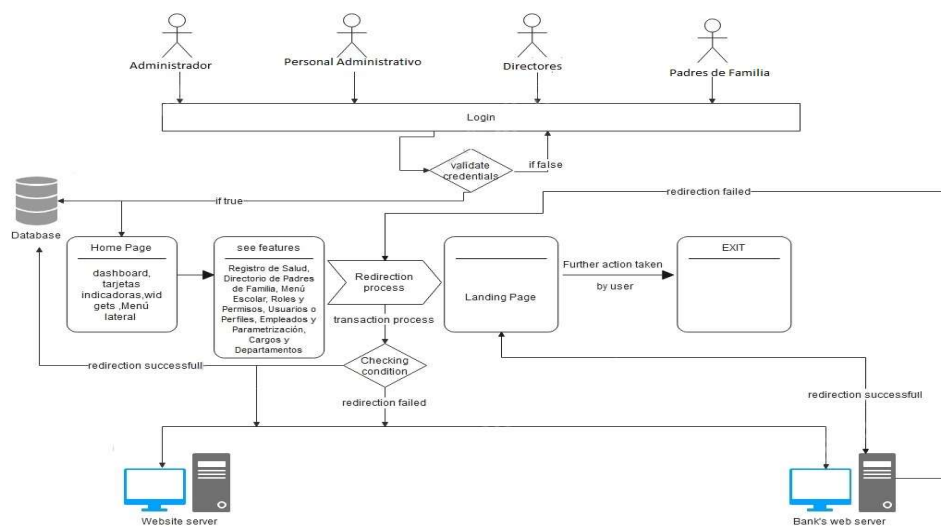 Administrador
Personal Administrativo
Directores
Padres de Familia
Login
validate
credentials
if false
redirection failed
if true
Database
Home Page
dashboard,
tarjetas
indicadoras,wid
gets ,Menú
lateral
see features
Registro de Salud,
Directorio de Padres
de Familia, Menú
Escolar, Roles y
Permisos, Usuarios o
Perfiles, Empleados y
Parametrización,
Cargos y
Departamentos
Redirection
process
Landing Page
Further action taken
by user
EXIT
transaction process
Checking
condition
redirection successfull
redirection failed
redirection successfull
Website server
Bank's web server